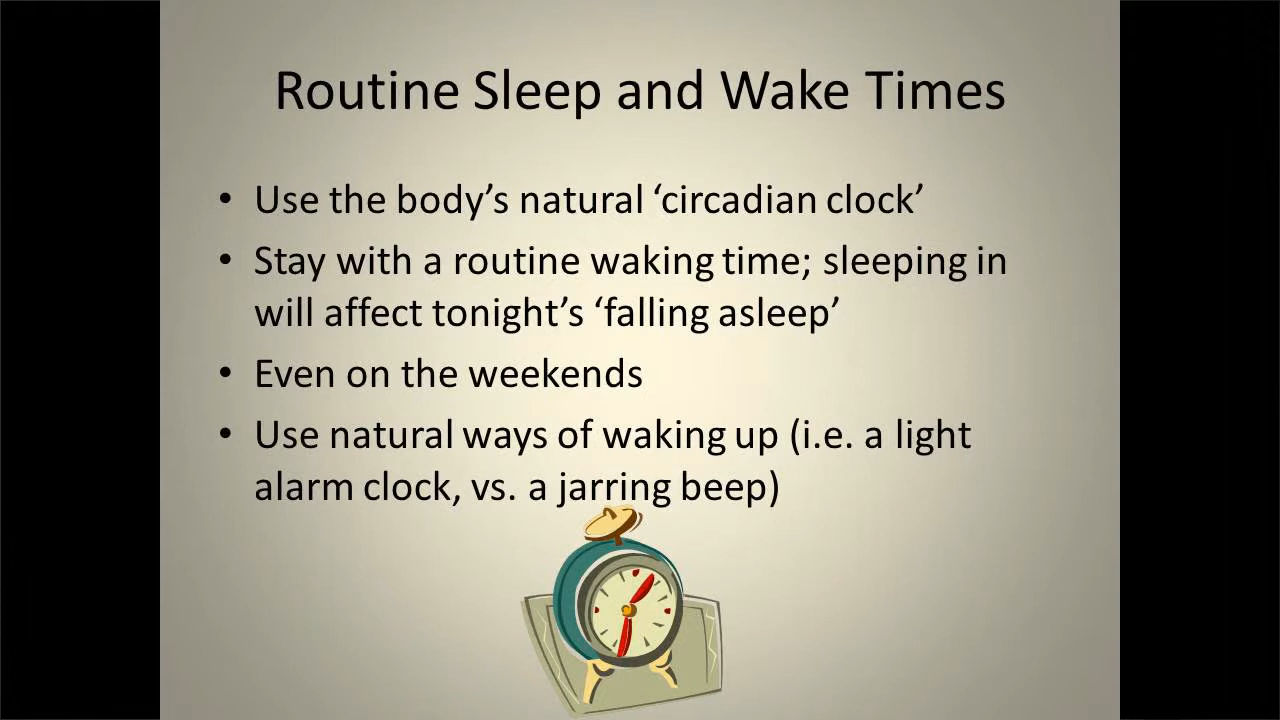 Routine Sleep and Wake Times
• Use the body’s natural ‘circadian clock’
• Stay with a routine waking time; sleeping in
will affect tonight’s ‘falling asleep’
• Even on the weekends
• Use natural ways of waking up (i.e. a light
alarm clock, vs. a jarring beep)